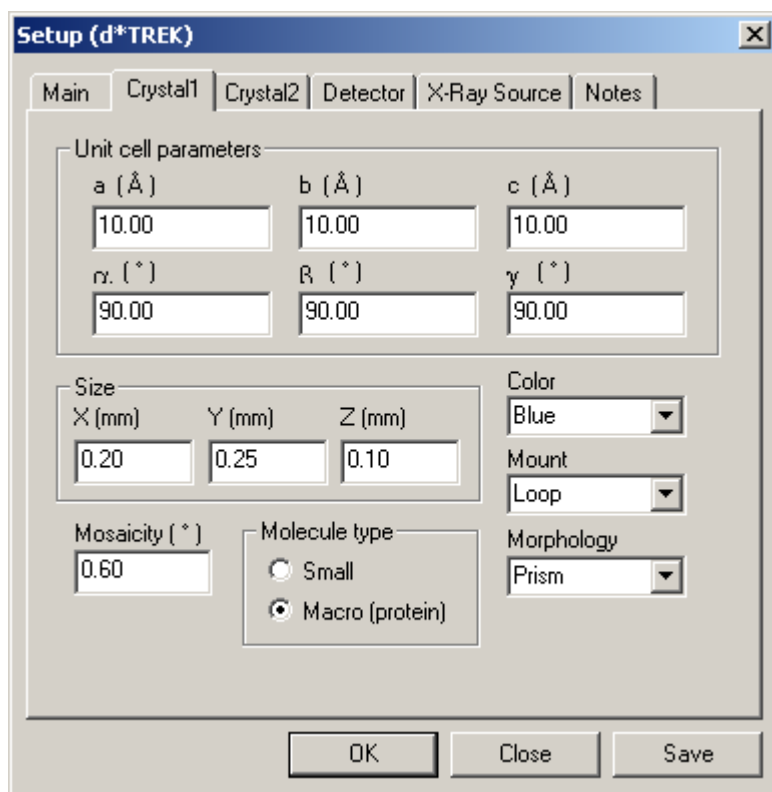 Setup (d*TREK)
Main Crystal1 Crystal2 Detector X-Ray Source Notes
Unit cell parameters
a (Å) b (Å) c (Å)
10.00 10.00 10.00
α. (°) β (°) γ (°)
90.00 90.00 90.00
Size
X (mm) Y (mm) Z (mm)
0.20 0.25 0.10
Color
Blue
Mount
Loop
Mosaicity (°)
0.60
Molecule type
Small
Macro (protein)
Morphology
Prism
OK Close Save